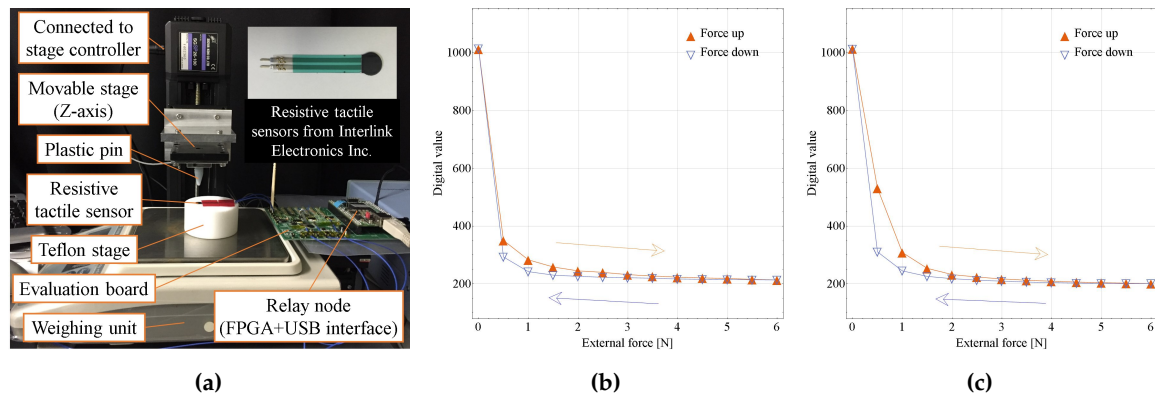 Connected to
stage controller
Movable stage
(Z-axis)
Plastic pin
Resistive
tactile sensor
Teflon stage
Evaluation board
Weighing unit
Resistive tactile
sensors from Interlink
Electronics Inc.
Relay node
(FPGA+USB interface)
(a)
Force up
Force down
Digital value
1000
800
600
400
200
0 1 2 3 4 5 6
External force [N]
(b)
Force up
Force down
Digital value
1000
800
600
400
200
0 1 2 3 4 5 6
External force [N]
(c)